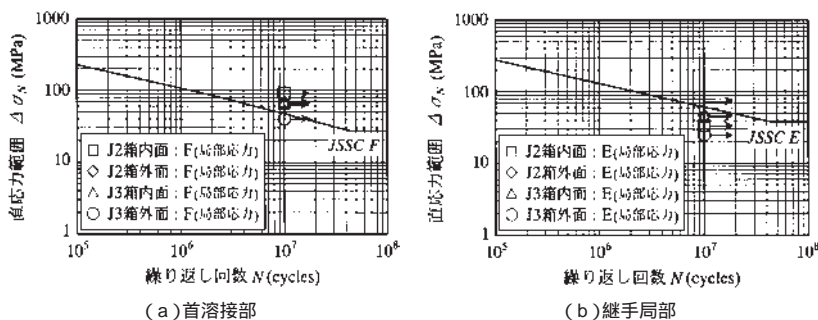 1000
100
10
1
直応力範囲 Δσ_N (MPa)
JSSC F
J2箱内面:F(局部応力)
J2箱外面:F(局部応力)
J3箱内面:F(局部応力)
J3箱外面:F(局部応力)
10^5 10^6 10^7 10^8
繰り返し回数 N(cycles)
(a)首溶接部
1000
100
10
1
直応力範囲 Δσ_N (MPa)
JSSC E
J2箱内面:E(局部応力)
J2箱外面:E(局部応力)
J3箱内面:E(局部応力)
J3箱外面:E(局部応力)
10^5 10^6 10^7 10^8
繰り返し回数 N(cycles)
(b)継手局部